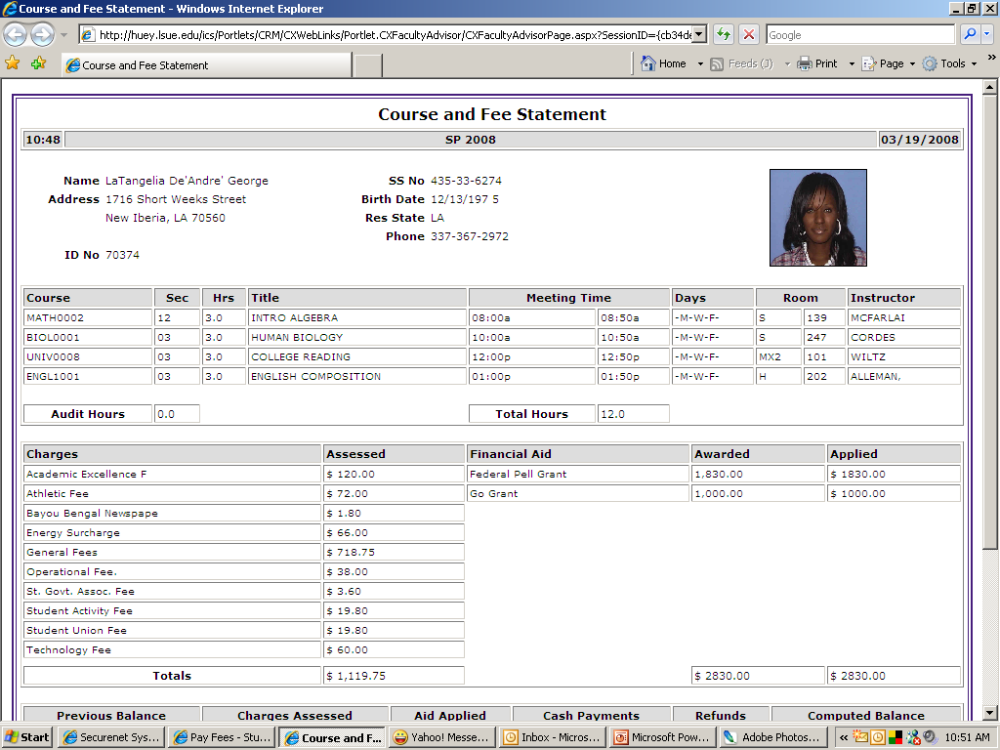 Course and Fee Statement - Windows Internet Explorer
http://huey.lsue.edu/ics/Portlets/CRM/CXWebLinks/Portlet.CXFacultyAdvisor/CXFacultyAdvisorPage.aspx?SessionID={cb34de Google
Course and Fee Statement Home Feeds (J) Print Page Tools »
Course and Fee Statement
10:48 SP 2008 03/19/2008
Name LaTangelia De'Andre' George SS No 435-33-6274
Address 1716 Short Weeks Street Birth Date 12/13/197 5
New Iberia, LA 70560 Res State LA
Phone 337-367-2972
ID No 70374
Course Sec Hrs Title Meeting Time Days Room Instructor
MATH0002 12 3.0 INTRO ALGEBRA 08:00a 08:50a -M-W-F- S 139 MCFARLAI
BIOL0001 03 3.0 HUMAN BIOLOGY 10:00a 10:50a -M-W-F- S 247 CORDES
UNIV0008 03 3.0 COLLEGE READING 12:00p 12:50p -M-W-F- MX2 101 WILTZ
ENGL1001 03 3.0 ENGLISH COMPOSITION 01:00p 01:50p -M-W-F- H 202 ALLEMAN,
Audit Hours 0.0 Total Hours 12.0
Charges Assessed Financial Aid Awarded Applied
Academic Excellence F $ 120.00 Federal Pell Grant 1,830.00 $ 1830.00
Athletic Fee $ 72.00 Go Grant 1,000.00 $ 1000.00
Bayou Bengal Newspape $ 1.80
Energy Surcharge $ 66.00
General Fees $ 718.75
Operational Fee. $ 38.00
St. Govt. Assoc. Fee $ 3.60
Student Activity Fee $ 19.80
Student Union Fee $ 19.80
Technology Fee $ 60.00
Totals $ 1,119.75 $ 2830.00 $ 2830.00
Previous Balance Charges Assessed Aid Applied Cash Payments Refunds Computed Balance
Start Securenet Sys... Pay Fees - Stu... Course and F... Yahoo! Messe... Inbox - Micros... Microsoft Pow... Adobe Photos... « 10:51 AM